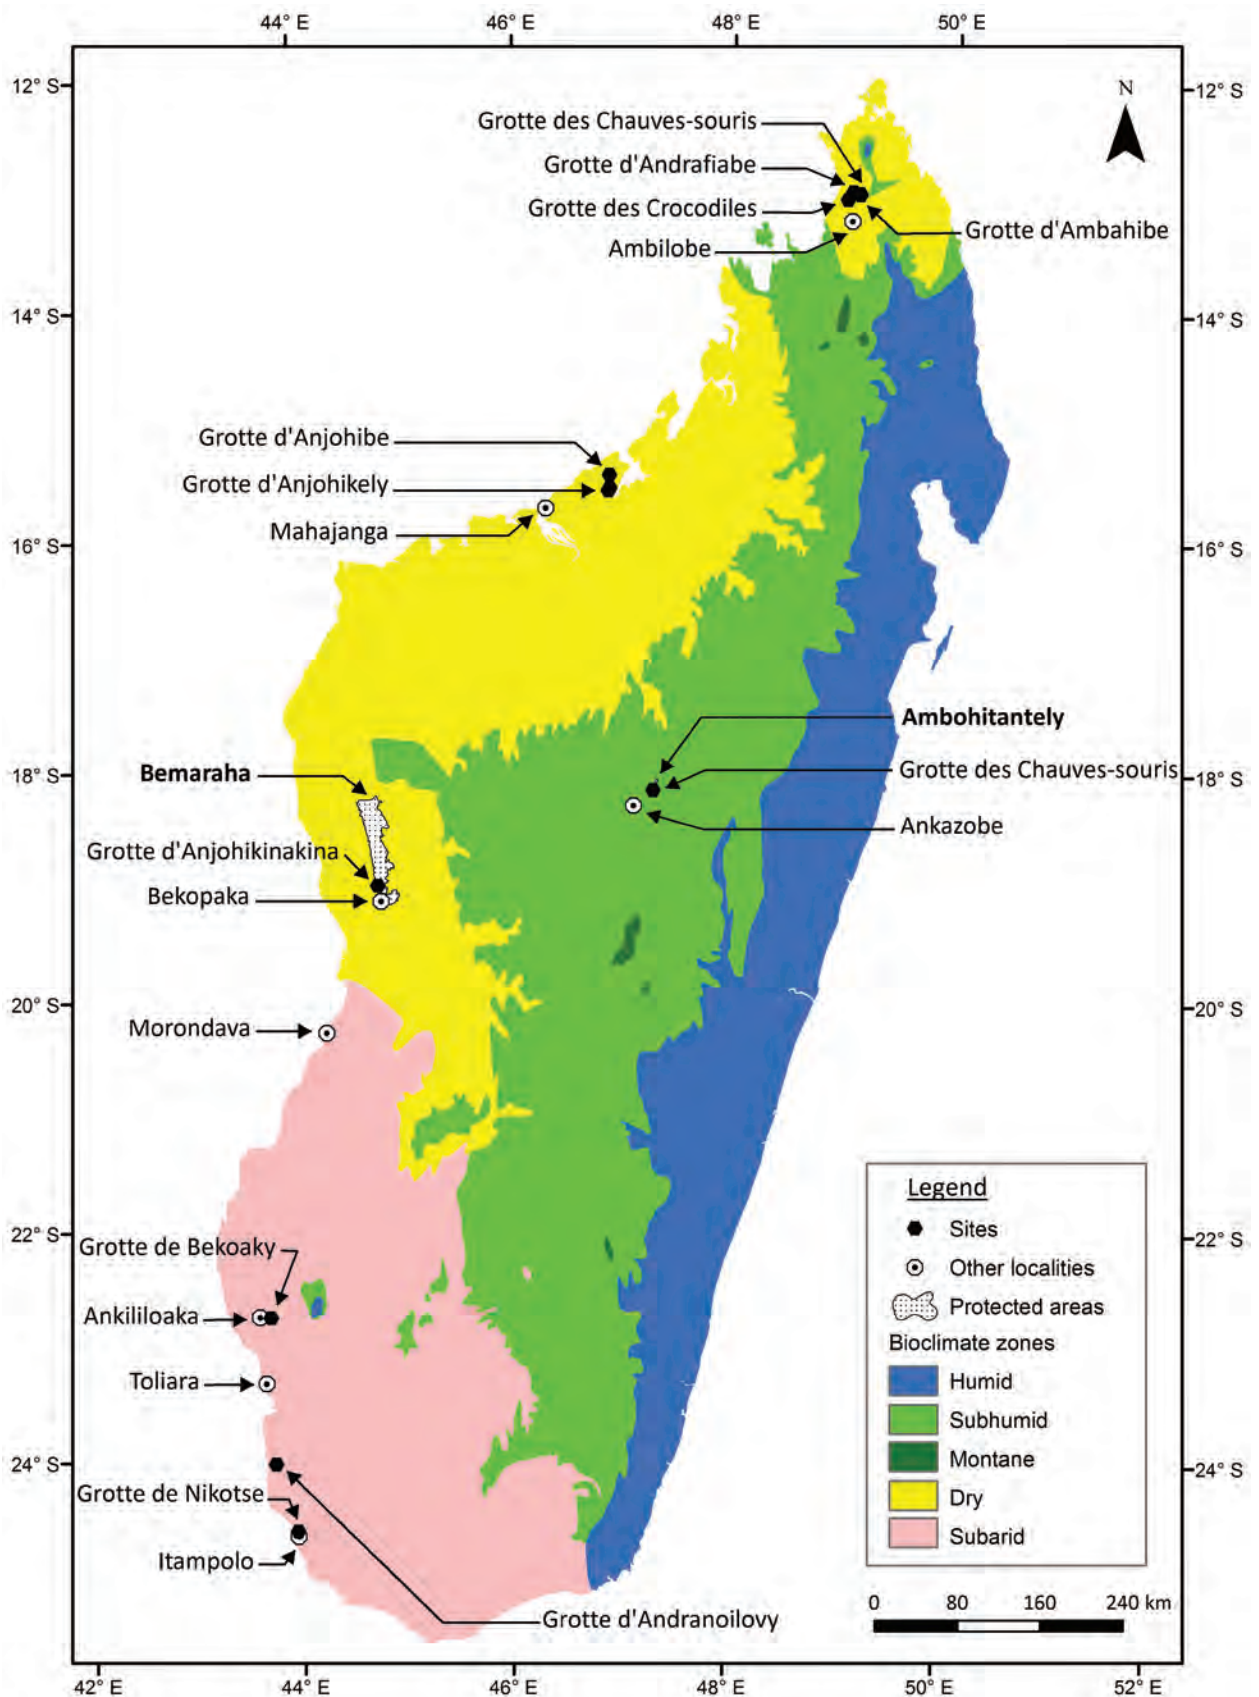 44° E 46° E 48° E 50° E
12° S 12° S
N
Grotte des Chauves-souris
Grotte d'Andrafiabe
Grotte des Crocodiles
Grotte d'Ambahibe
Ambilobe
14° S 14° S
Grotte d'Anjohibe
Grotte d'Anjohikely
Mahajanga
16° S 16° S
Ambohitantely
Bemaraha
18° S 18° S
Grotte des Chauves-souris
Ankazobe
Grotte d'Anjohikinakina
Bekopaka
20° S 20° S
Morondava
Legend
Sites
Other localities
Protected areas
Bioclimate zones
Humid
Subhumid
Montane
Dry
Subarid
22° S 22° S
Grotte de Bekoaky
Ankililoaka
Toliara
24° S 24° S
Grotte de Nikotse
Itampolo
Grotte d'Andranoilovy
0 80 160 240 km
42° E 44° E 46° E 48° E 50° E 52° E